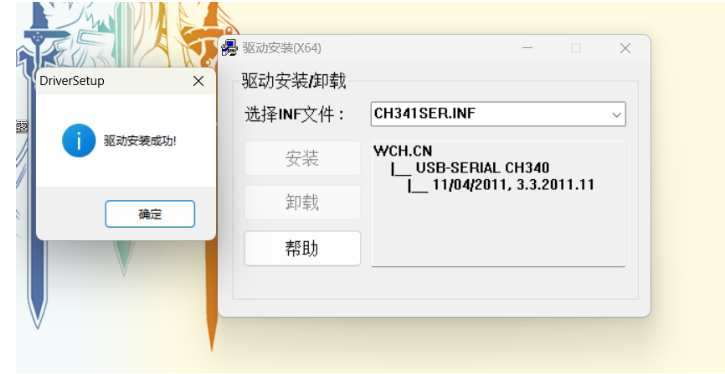 驱动安装(X64)
DriverSetup
驱动安装成功!
确定
驱动安装/卸载
选择INF文件：
CH341SER.INF
安装
卸载
帮助
WCH.CN
|__ USB-SERIAL CH340
|__ 11/04/2011, 3.3.2011.11